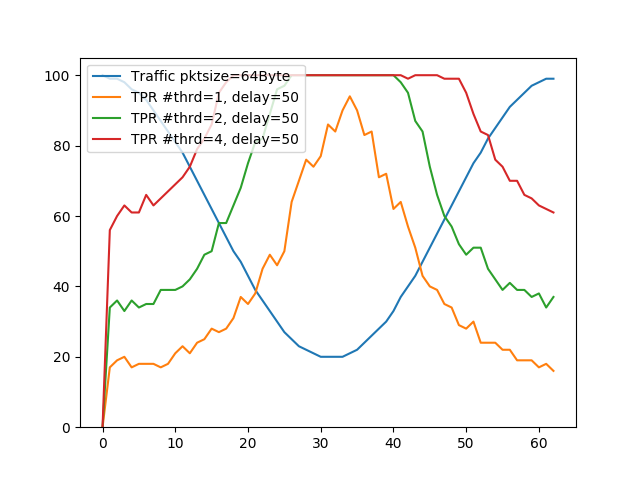 Traffic pktsize=64Byte
TPR #thrd=1, delay=50
TPR #thrd=2, delay=50
TPR #thrd=4, delay=50
100
80
60
40
20
0
0 10 20 30 40 50 60